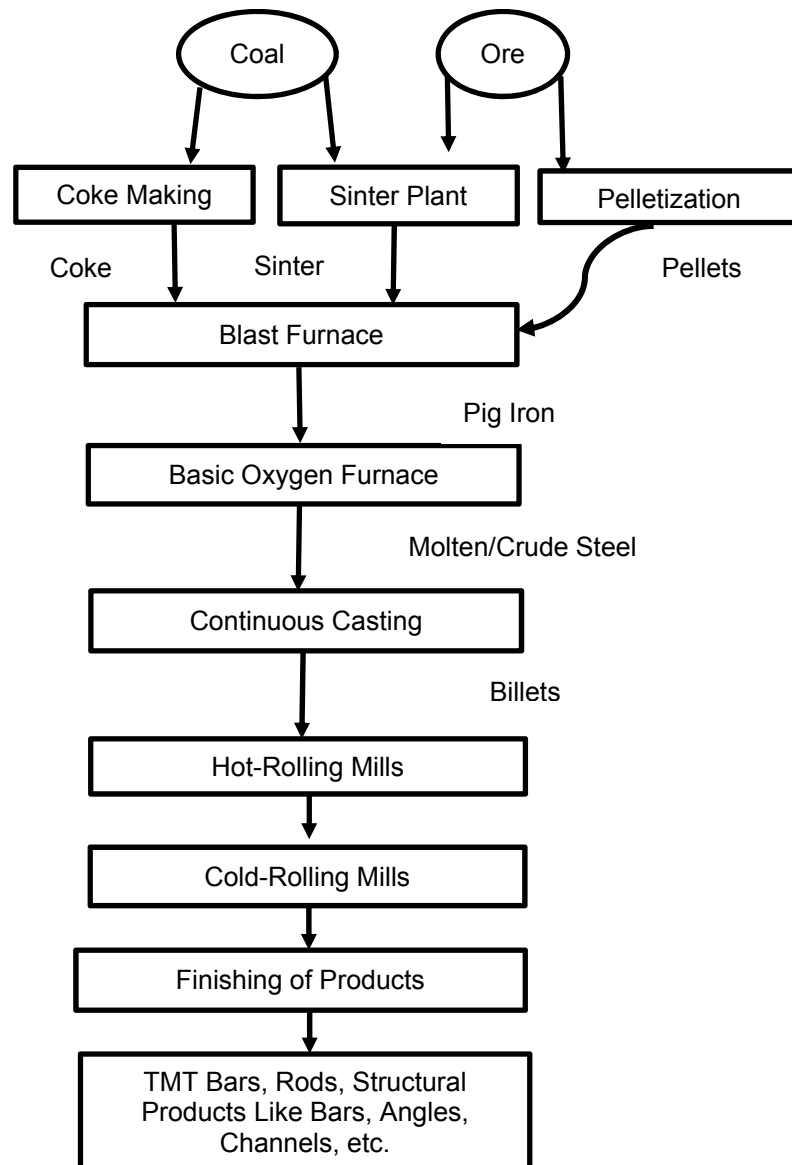 Coal
Ore
Coke Making
Sinter Plant
Pelletization
Coke
Sinter
Pellets
Blast Furnace
Pig Iron
Basic Oxygen Furnace
Molten/Crude Steel
Continuous Casting
Billets
Hot-Rolling Mills
Cold-Rolling Mills
Finishing of Products
TMT Bars, Rods, Structural
Products Like Bars, Angles,
Channels, etc.